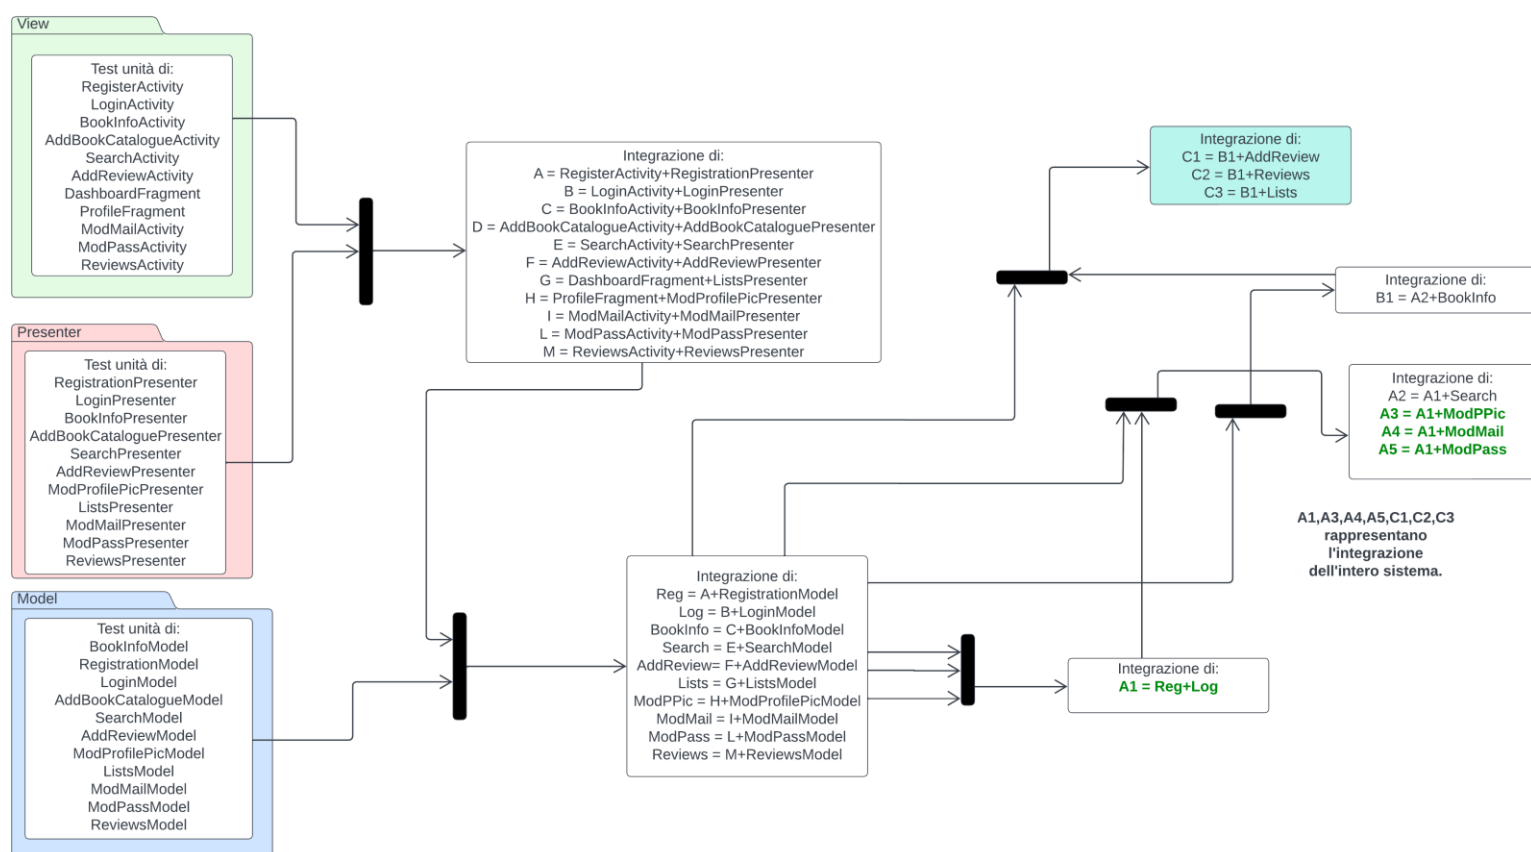 View
Test unità di:
RegisterActivity
LoginActivity
BookInfoActivity
AddBookCatalogueActivity
SearchActivity
AddReviewActivity
DashboardFragment
ProfileFragment
ModMailActivity
ModPassActivity
ReviewsActivity
Presenter
Test unità di:
RegistrationPresenter
LoginPresenter
BookInfoPresenter
AddBookCataloguePresenter
SearchPresenter
AddReviewPresenter
ModProfilePicPresenter
ListsPresenter
ModMailPresenter
ModPassPresenter
ReviewsPresenter
Model
Test unità di:
BookInfoModel
RegistrationModel
LoginModel
AddBookCatalogueModel
SearchModel
AddReviewModel
ModProfilePicModel
ListsModel
ModMailModel
ModPassModel
ReviewsModel
Integrazione di:
A = RegisterActivity+RegistrationPresenter
B = LoginActivity+LoginPresenter
C = BookInfoActivity+BookInfoPresenter
D = AddBookCatalogueActivity+AddBookCataloguePresenter
E = SearchActivity+SearchPresenter
F = AddReviewActivity+AddReviewPresenter
G = DashboardFragment+ListsPresenter
H = ProfileFragment+ModProfilePicPresenter
I = ModMailActivity+ModMailPresenter
L = ModPassActivity+ModPassPresenter
M = ReviewsActivity+ReviewsPresenter
Integrazione di:
Reg = A+RegistrationModel
Log = B+LoginModel
BookInfo = C+BookInfoModel
Search = E+SearchModel
AddReview= F+AddReviewModel
Lists = G+ListsModel
ModPPic = H+ModProfilePicModel
ModMail = I+ModMailModel
ModPass = L+ModPassModel
Reviews = M+ReviewsModel
Integrazione di:
A1 = Reg+Log
Integrazione di:
A2 = A1+Search
A3 = A1+ModPPic
A4 = A1+ModMail
A5 = A1+ModPass
Integrazione di:
B1 = A2+BookInfo
Integrazione di:
C1 = B1+AddReview
C2 = B1+Reviews
C3 = B1+Lists
A1,A3,A4,A5,C1,C2,C3
rappresentano
l'integrazione
dell'intero sistema.